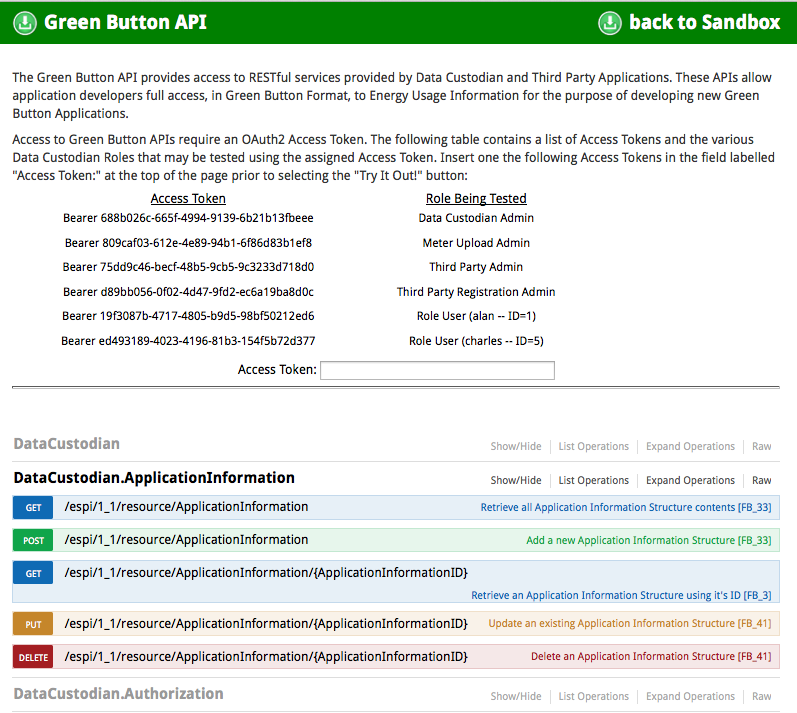 Green Button API
back to Sandbox
The Green Button API provides access to RESTful services provided by Data Custodian and Third Party Applications. These APIs allow
application developers full access, in Green Button Format, to Energy Usage Information for the purpose of developing new Green
Button Applications.
Access to Green Button APIs require an OAuth2 Access Token. The following table contains a list of Access Tokens and the various
Data Custodian Roles that may be tested using the assigned Access Token. Insert one the following Access Tokens in the field labelled
"Access Token:" at the top of the page prior to selecting the "Try It Out!" button:
Access Token Role Being Tested
Bearer 688b026c-665f-4994-9139-6b21b13fbeee Data Custodian Admin
Bearer 809caf03-612e-4e89-94b1-6f86d83b1ef8 Meter Upload Admin
Bearer 75dd9c46-becf-48b5-9cb5-9c3233d718d0 Third Party Admin
Bearer d89bb056-0f02-4d47-9fd2-ec6a19ba8d0c Third Party Registration Admin
Bearer 19f3087b-4717-4805-b9d5-98bf50212ed6 Role User (alan -- ID=1)
Bearer ed493189-4023-4196-81b3-154f5b72d377 Role User (charles -- ID=5)
Access Token:
DataCustodian Show/Hide List Operations Expand Operations Raw
DataCustodian.ApplicationInformation Show/Hide List Operations Expand Operations Raw
GET /espi/1_1/resource/ApplicationInformation Retrieve all Application Information Structure contents [FB_33]
POST /espi/1_1/resource/ApplicationInformation Add a new Application Information Structure [FB_33]
GET /espi/1_1/resource/ApplicationInformation/{ApplicationInformationID}
Retrieve an Application Information Structure using it's ID [FB_3]
PUT /espi/1_1/resource/ApplicationInformation/{ApplicationInformationID} Update an existing Application Information Structure [FB_41]
DELETE /espi/1_1/resource/ApplicationInformation/{ApplicationInformationID} Delete an Application Information Structure [FB_41]
DataCustodian.Authorization Show/Hide List Operations Expand Operations Raw